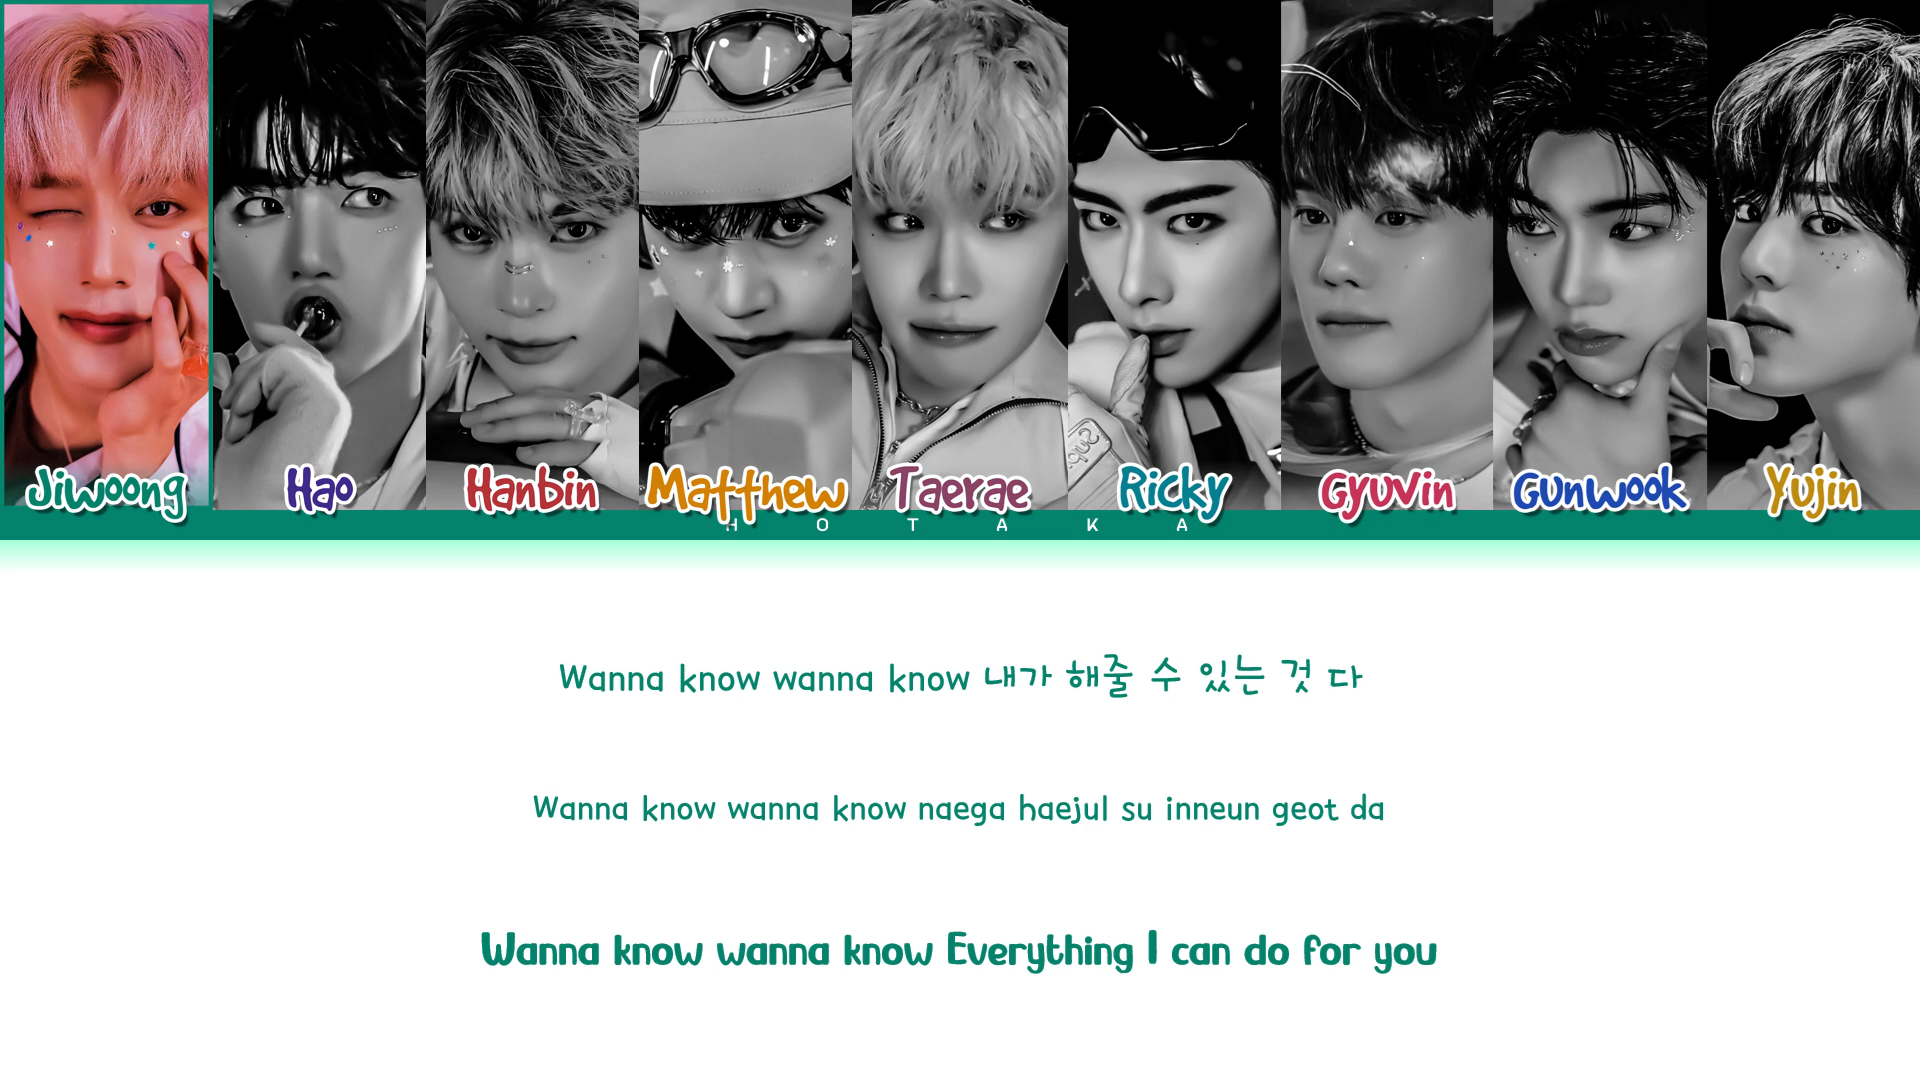 Jiwoong Hao Hanbin Matthew Taerae Ricky Gyuvin Gunwook Yujin
HOTAKA
Wanna know wanna know 내가 해줄 수 있는 것 다
Wanna know wanna know naega haejul su inneun geot da
Wanna know wanna know Everything I can do for you